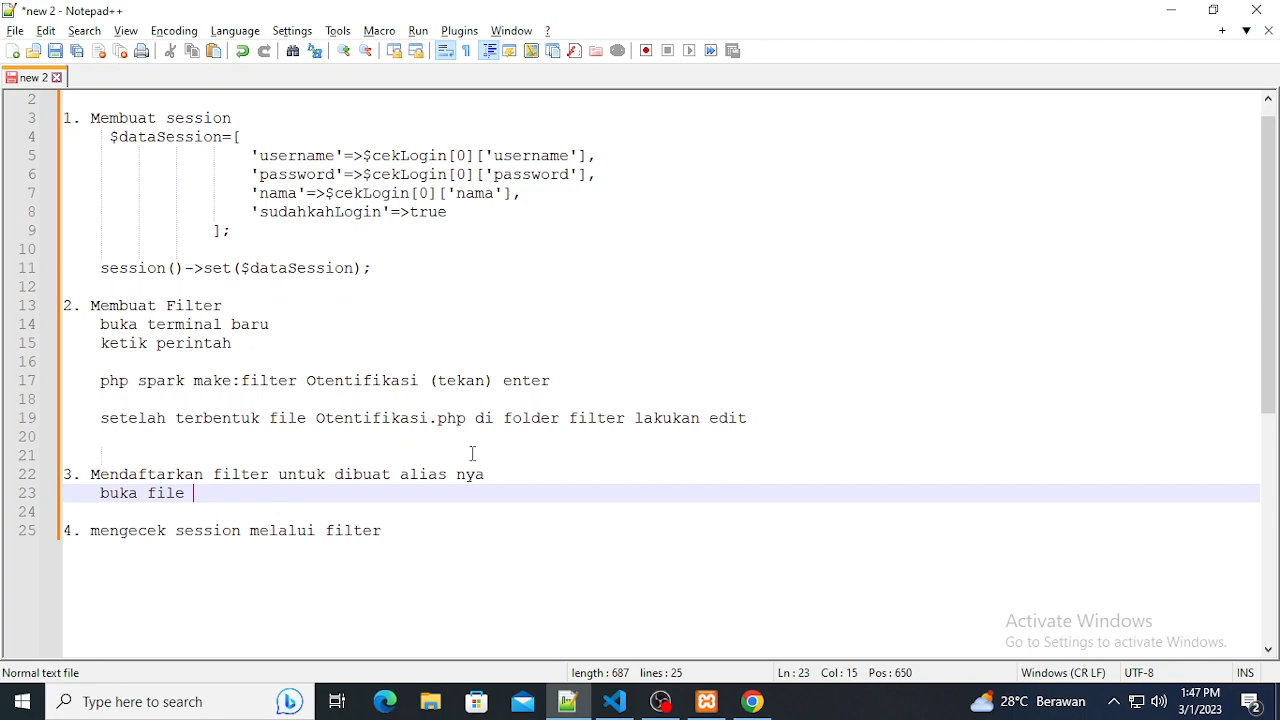 *new 2 - Notepad++
File Edit Search View Encoding Language Settings Tools Macro Run Plugins Window ?
new 2
2
3 1. Membuat session
4 $dataSession=[
5 'username'=>$cekLogin[0]['username'],
6 'password'=>$cekLogin[0]['password'],
7 'nama'=>$cekLogin[0]['nama'],
8 'sudahkahLogin'=>true
9 ];
10
11 session()->set($dataSession);
12
13 2. Membuat Filter
14 buka terminal baru
15 ketik perintah
16
17 php spark make:filter Otentifikasi (tekan) enter
18
19 setelah terbentuk file Otentifikasi.php di folder filter lakukan edit
20
21
22 3. Mendaftarkan filter untuk dibuat alias nya
23 buka file
24
25 4. mengecek session melalui filter
Activate Windows
Go to Settings to activate Windows.
Normal text file length : 687 lines : 25 Ln : 23 Col : 15 Pos : 650 Windows (CR LF) UTF-8 INS
Type here to search 28°C Berawan 1:47 PM
3/1/2023 2